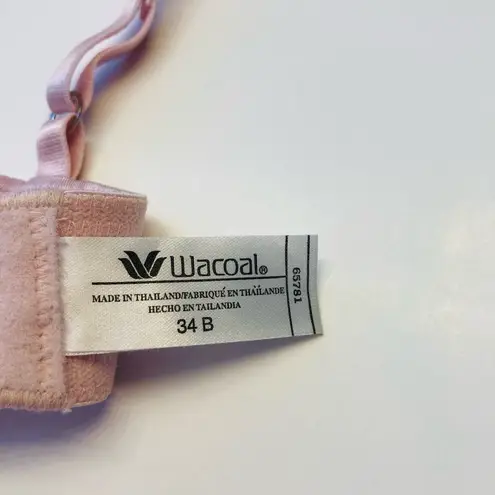 Wacoal®
MADE IN THAILAND/FABRIQUÉ EN THAÏLANDE
HECHO EN TAILANDIA
34 B
65781